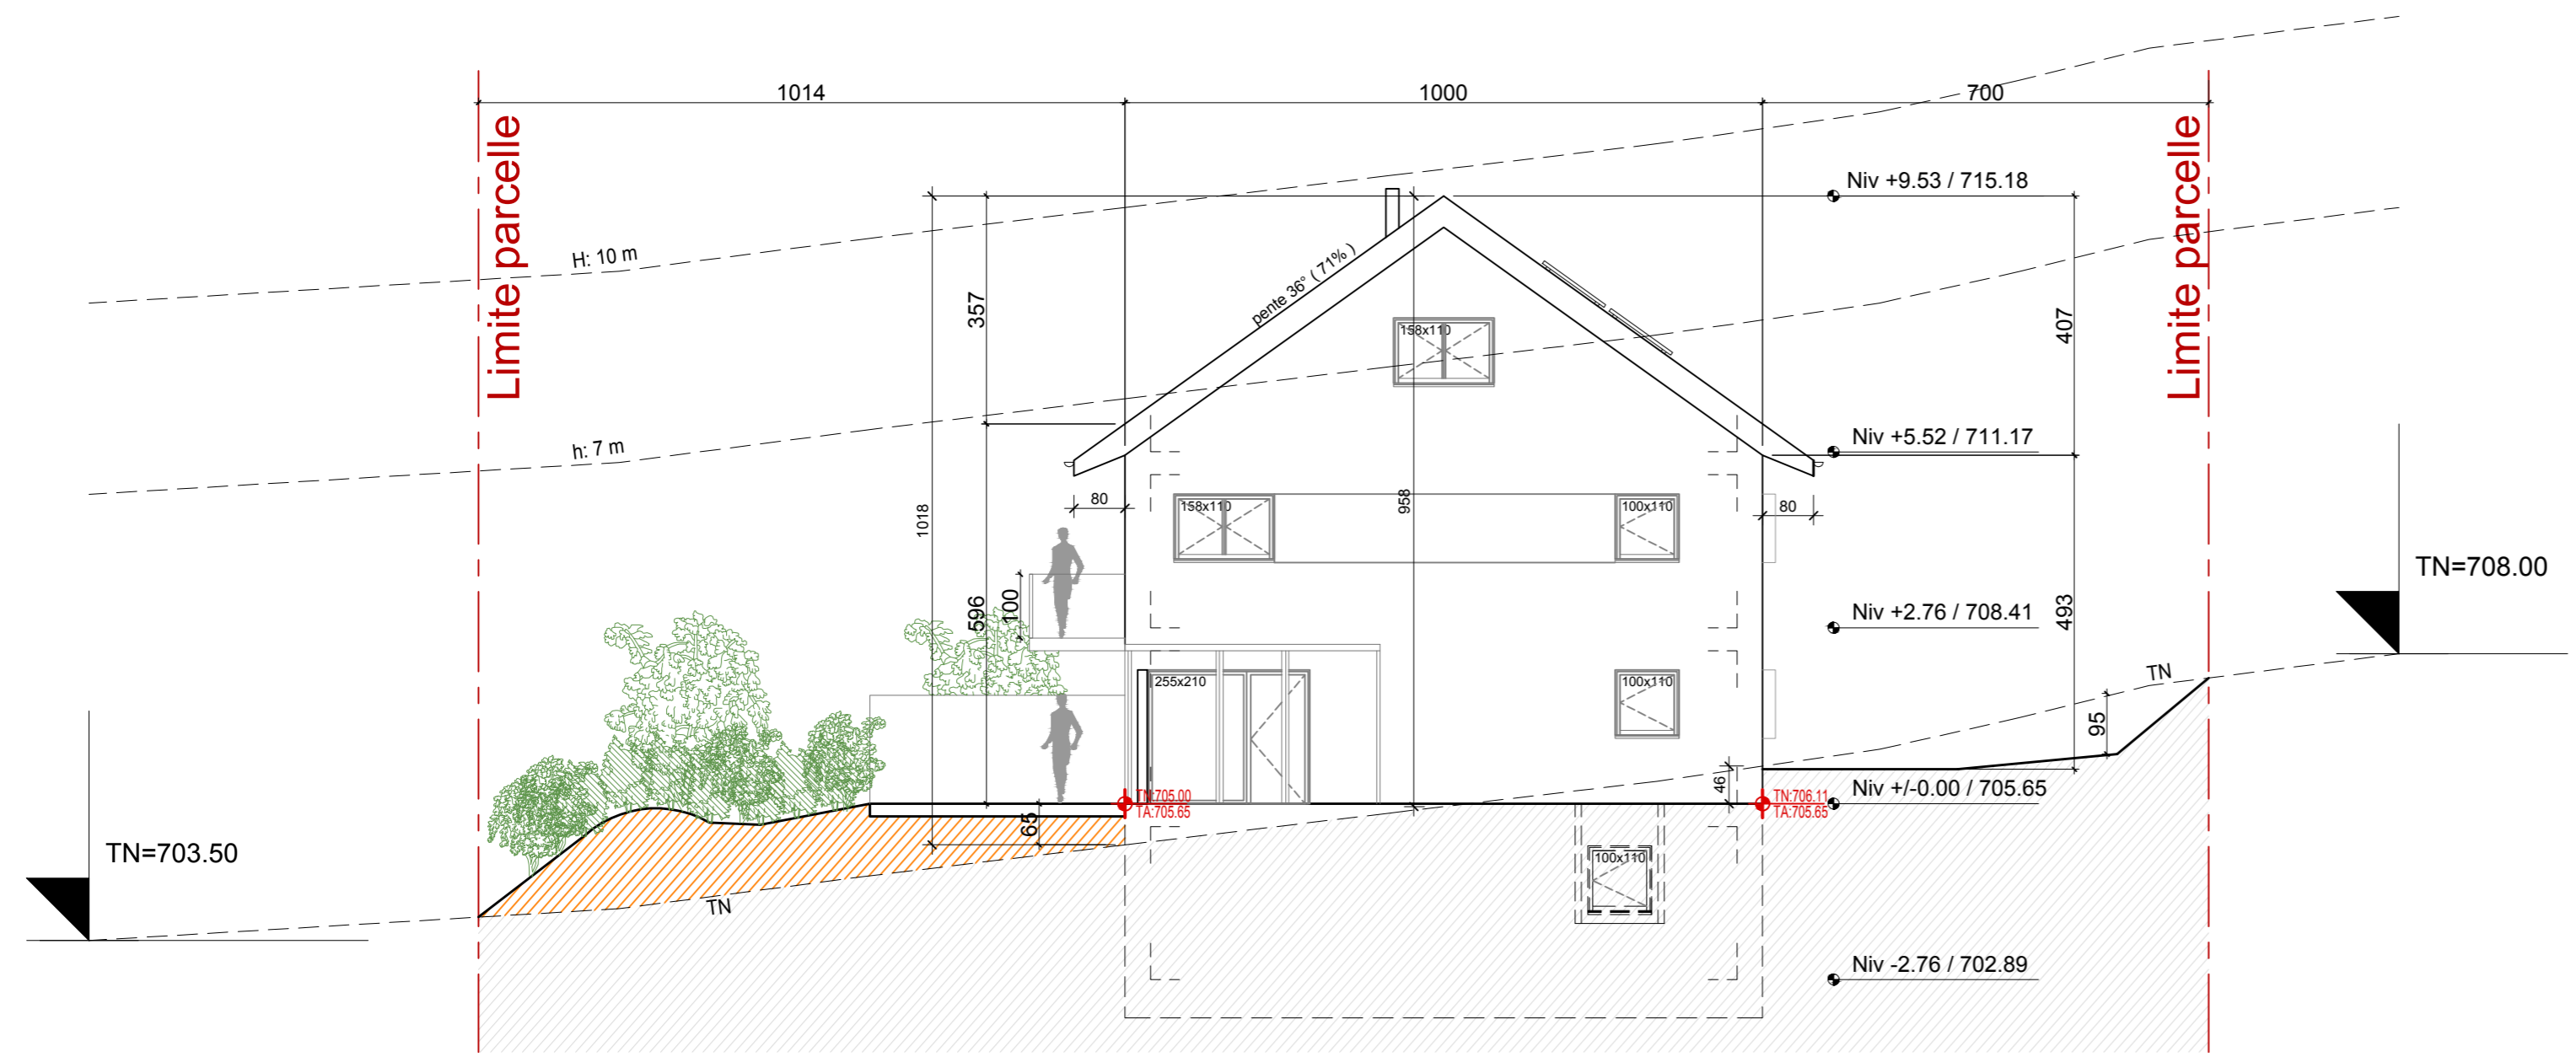 1014
1000
700
Limite parcelle
Limite parcelle
Niv +9.53 / 715.18
H: 10 m
pente 36° ( 71% )
357
407
158x110
h: 7 m
Niv +5.52 / 711.17
80
1018
958
158x110
100x110
80
TN=708.00
596
100
Niv +2.76 / 708.41
493
255x210
100x110
TN
95
46
TN:705.00
TA:705.65
TN:706.11
TA:705.65
Niv +/-0.00 / 705.65
65
TN=703.50
100x110
TN
Niv -2.76 / 702.89